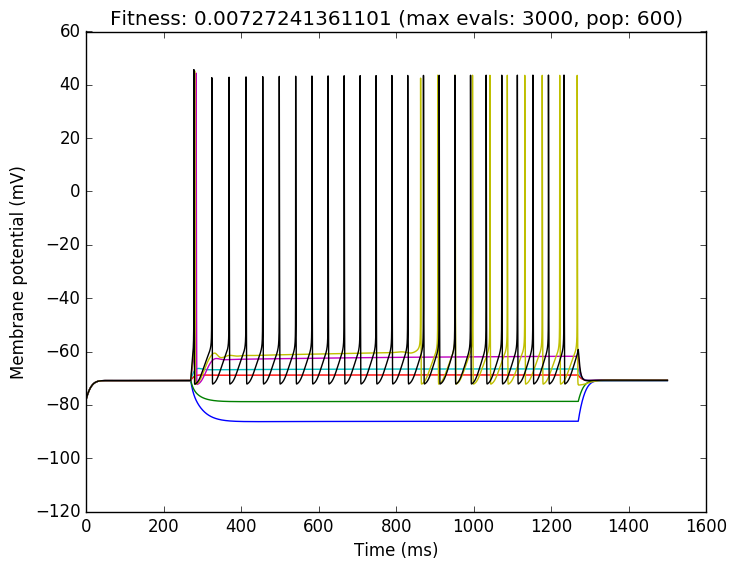 Fitness: 0.00727241361101 (max evals: 3000, pop: 600)
60
40
20
0
−20
−40
−60
−80
−100
−120
Membrane potential (mV)
0 200 400 600 800 1000 1200 1400 1600
Time (ms)